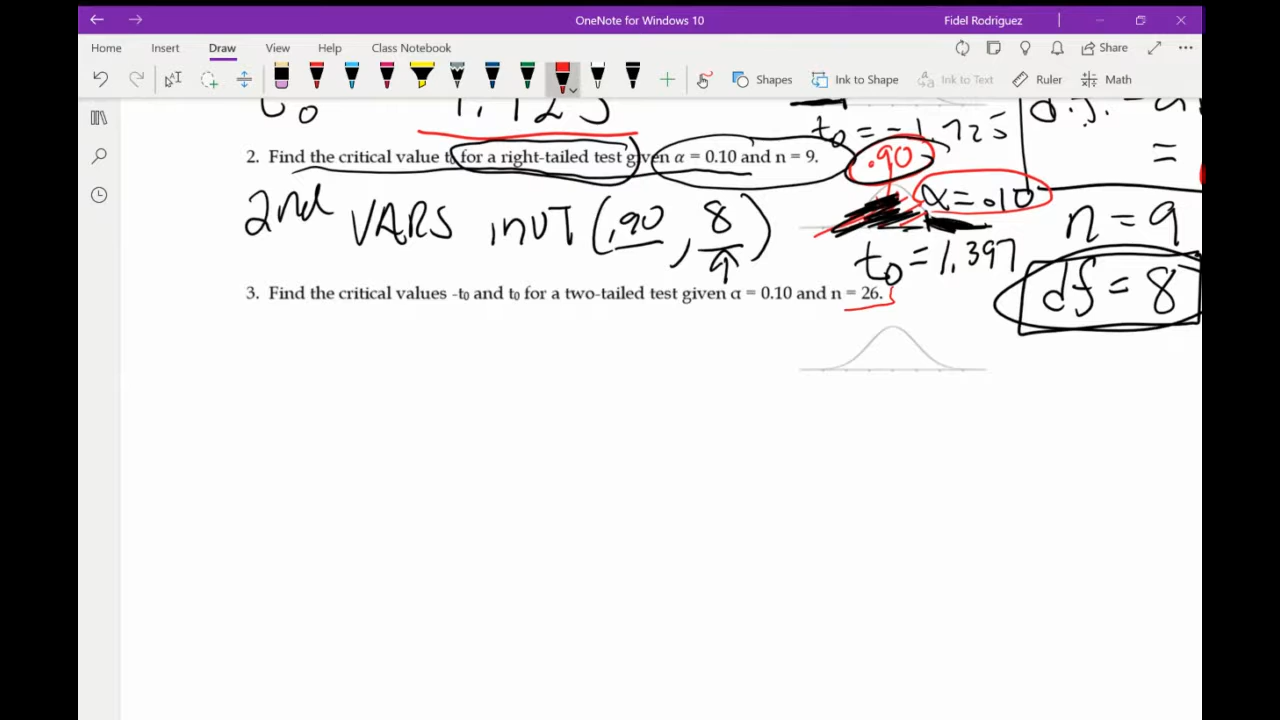 OneNote for Windows 10
Fidel Rodriguez
Home Insert Draw View Help Class Notebook Share
Shapes Ink to Shape Ink to Text Ruler Math
1.725
t₀ = -1.725
d.f. =
=
2. Find the critical value t₀ for a right-tailed test given α = 0.10 and n = 9.
.90
α = .10
2nd VARS invT (.90, 8)
n = 9
t₀ = 1.397
df = 8
3. Find the critical values -t₀ and t₀ for a two-tailed test given α = 0.10 and n = 26.